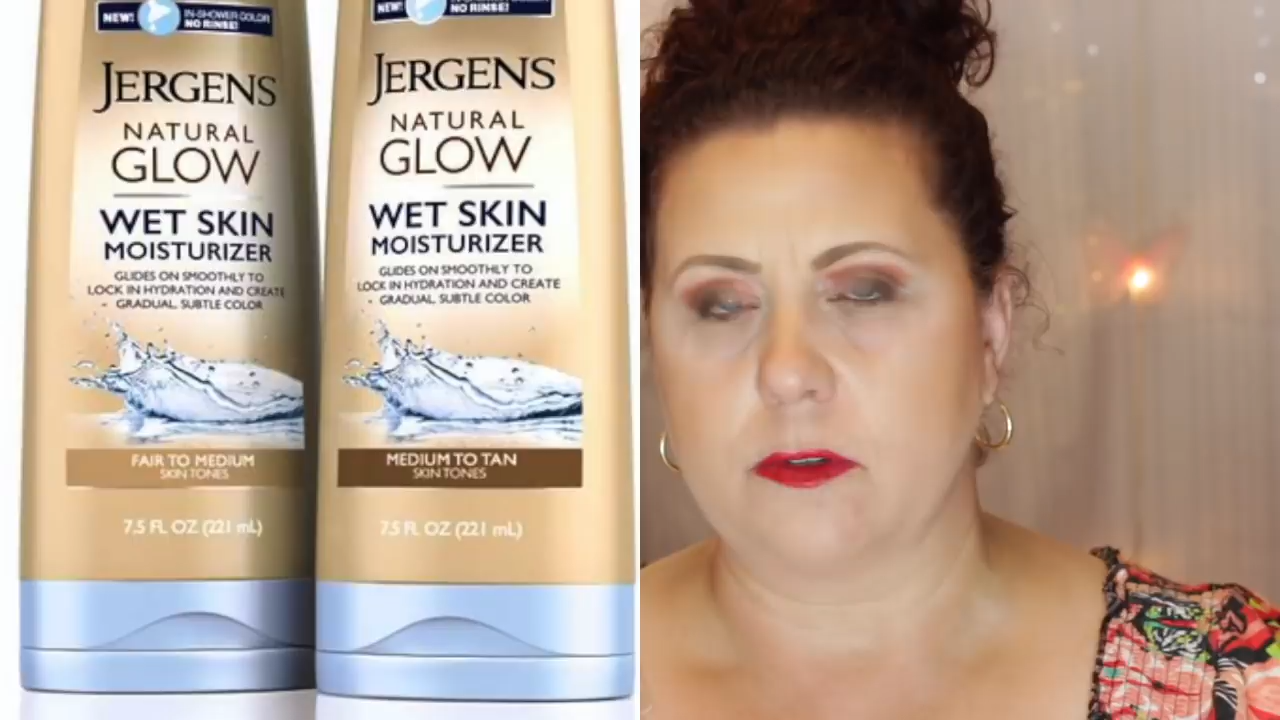 NEW! IN-SHOWER COLOR
NO RINSE!
JERGENS
NATURAL
GLOW
WET SKIN
MOISTURIZER
GLIDES ON SMOOTHLY TO
LOCK IN HYDRATION AND CREATE
GRADUAL, SUBTLE COLOR
FAIR TO MEDIUM
SKIN TONES
7.5 FL OZ (221 mL)
NEW!
NO RINSE!
JERGENS
NATURAL
GLOW
WET SKIN
MOISTURIZER
GLIDES ON SMOOTHLY TO
LOCK IN HYDRATION AND CREATE
GRADUAL, SUBTLE COLOR
MEDIUM TO TAN
SKIN TONES
7.5 FL OZ (221 mL)